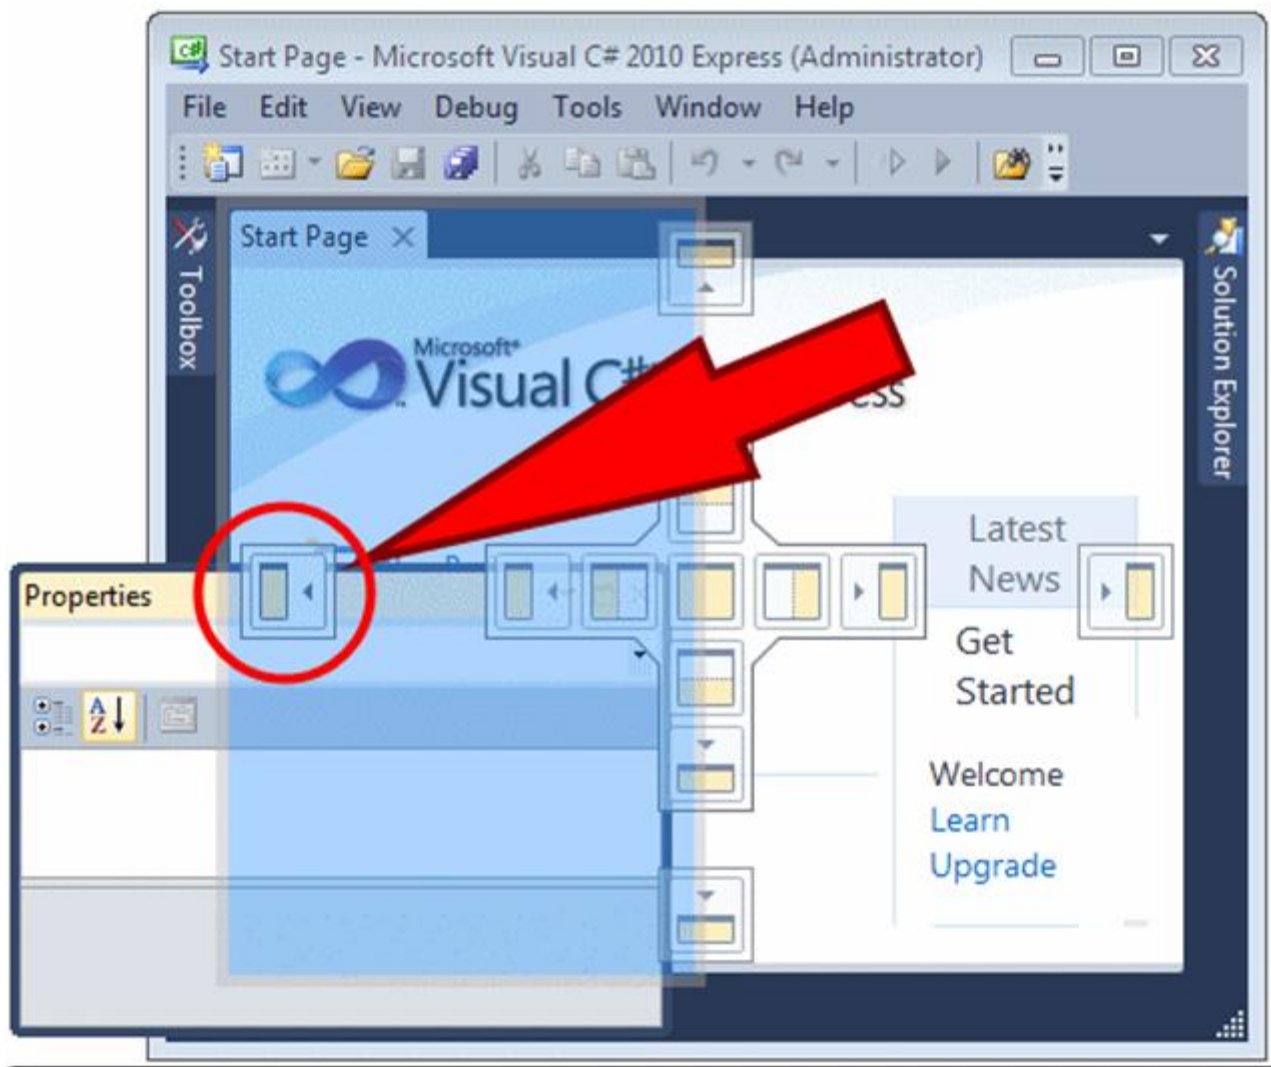 Start Page - Microsoft Visual C# 2010 Express (Administrator)
File Edit View Debug Tools Window Help
Start Page
Toolbox
Solution Explorer
Microsoft®
Visual C#
ess
Latest
News
Properties
Get
Started
A
Z
Welcome
Learn
Upgrade